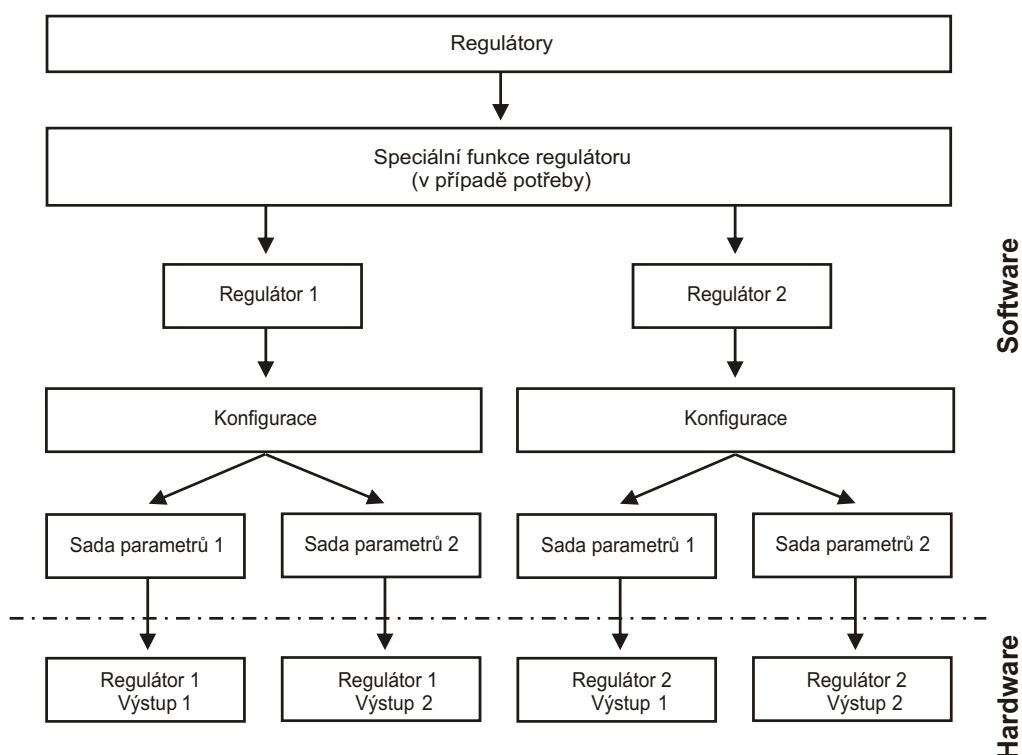 Regulátory
Speciální funkce regulátoru
(v případě potřeby)
Regulátor 1
Regulátor 2
Software
Konfigurace
Konfigurace
Sada parametrů 1
Sada parametrů 2
Sada parametrů 1
Sada parametrů 2
Regulátor 1
Výstup 1
Regulátor 1
Výstup 2
Regulátor 2
Výstup 1
Regulátor 2
Výstup 2
Hardware